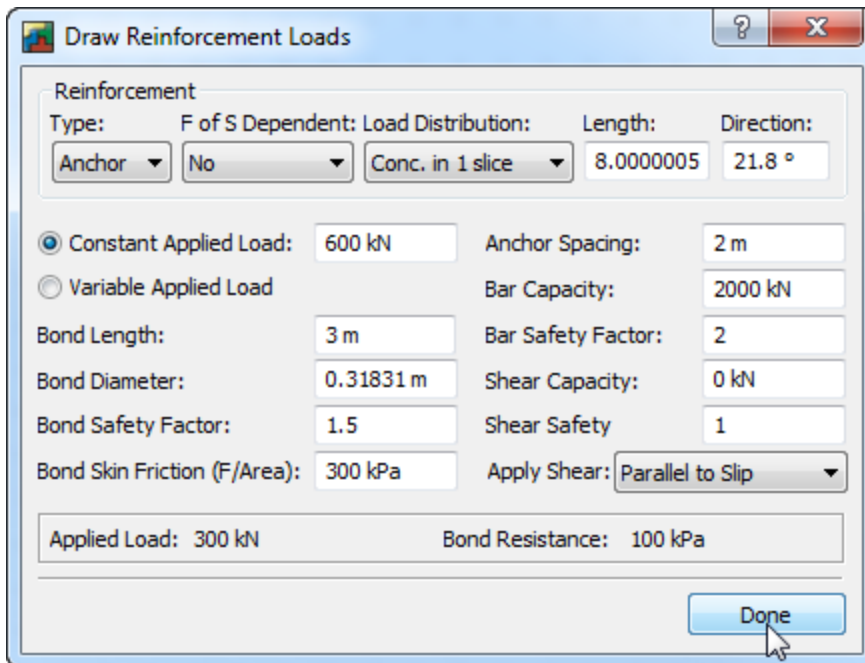 Draw Reinforcement Loads
?
Reinforcement
Type: F of S Dependent: Load Distribution: Length: Direction:
Anchor No Conc. in 1 slice 8.0000005 21.8 °
Constant Applied Load: 600 kN Anchor Spacing: 2 m
Variable Applied Load Bar Capacity: 2000 kN
Bond Length: 3 m Bar Safety Factor: 2
Bond Diameter: 0.31831 m Shear Capacity: 0 kN
Bond Safety Factor: 1.5 Shear Safety 1
Bond Skin Friction (F/Area): 300 kPa Apply Shear: Parallel to Slip
Applied Load: 300 kN Bond Resistance: 100 kPa
Done